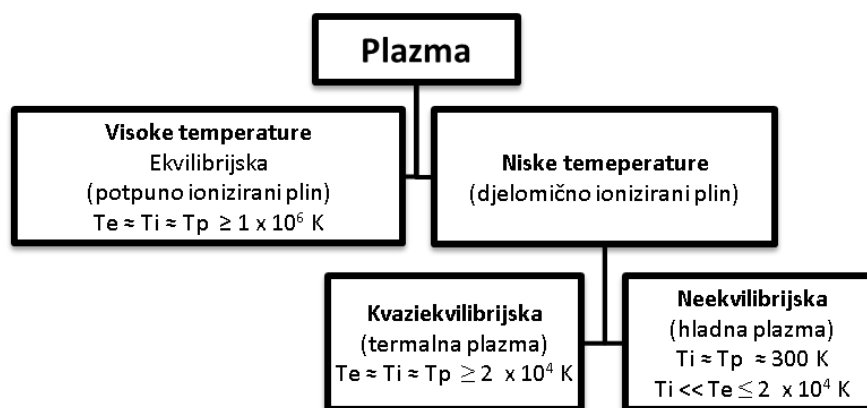 Plazma
Visoke temperature
Ekvilibrijska
(potpuno ionizirani plin)
Te ≈ Ti ≈ Tp ≥ 1 x 10⁶ K
Niske temeperature
(djelomično ionizirani plin)
Kvaziekvilibrijska
(termalna plazma)
Te ≈ Ti ≈ Tp ≥ 2 x 10⁴ K
Neekvilibrijska
(hladna plazma)
Ti ≈ Tp ≈ 300 K
Ti << Te ≤ 2 x 10⁴ K